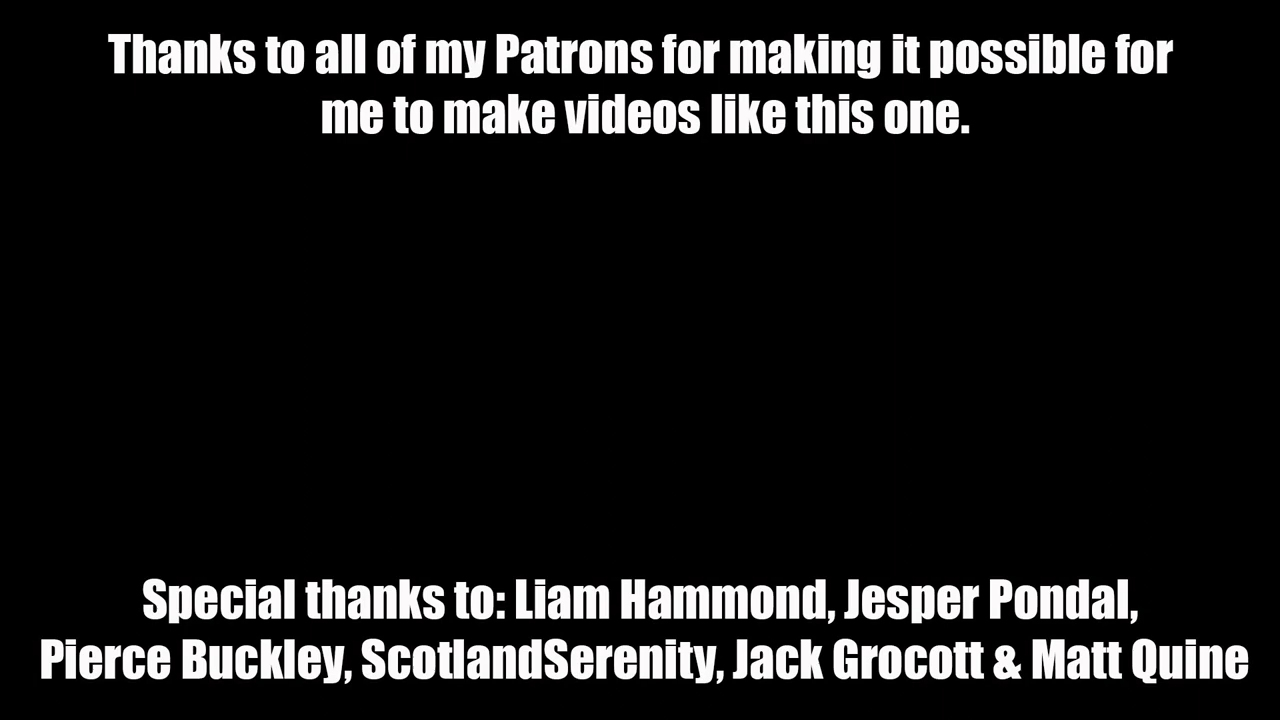 Thanks to all of my Patrons for making it possible for
me to make videos like this one.
Special thanks to: Liam Hammond, Jesper Pondal,
Pierce Buckley, ScotlandSerenity, Jack Grocott & Matt Quine